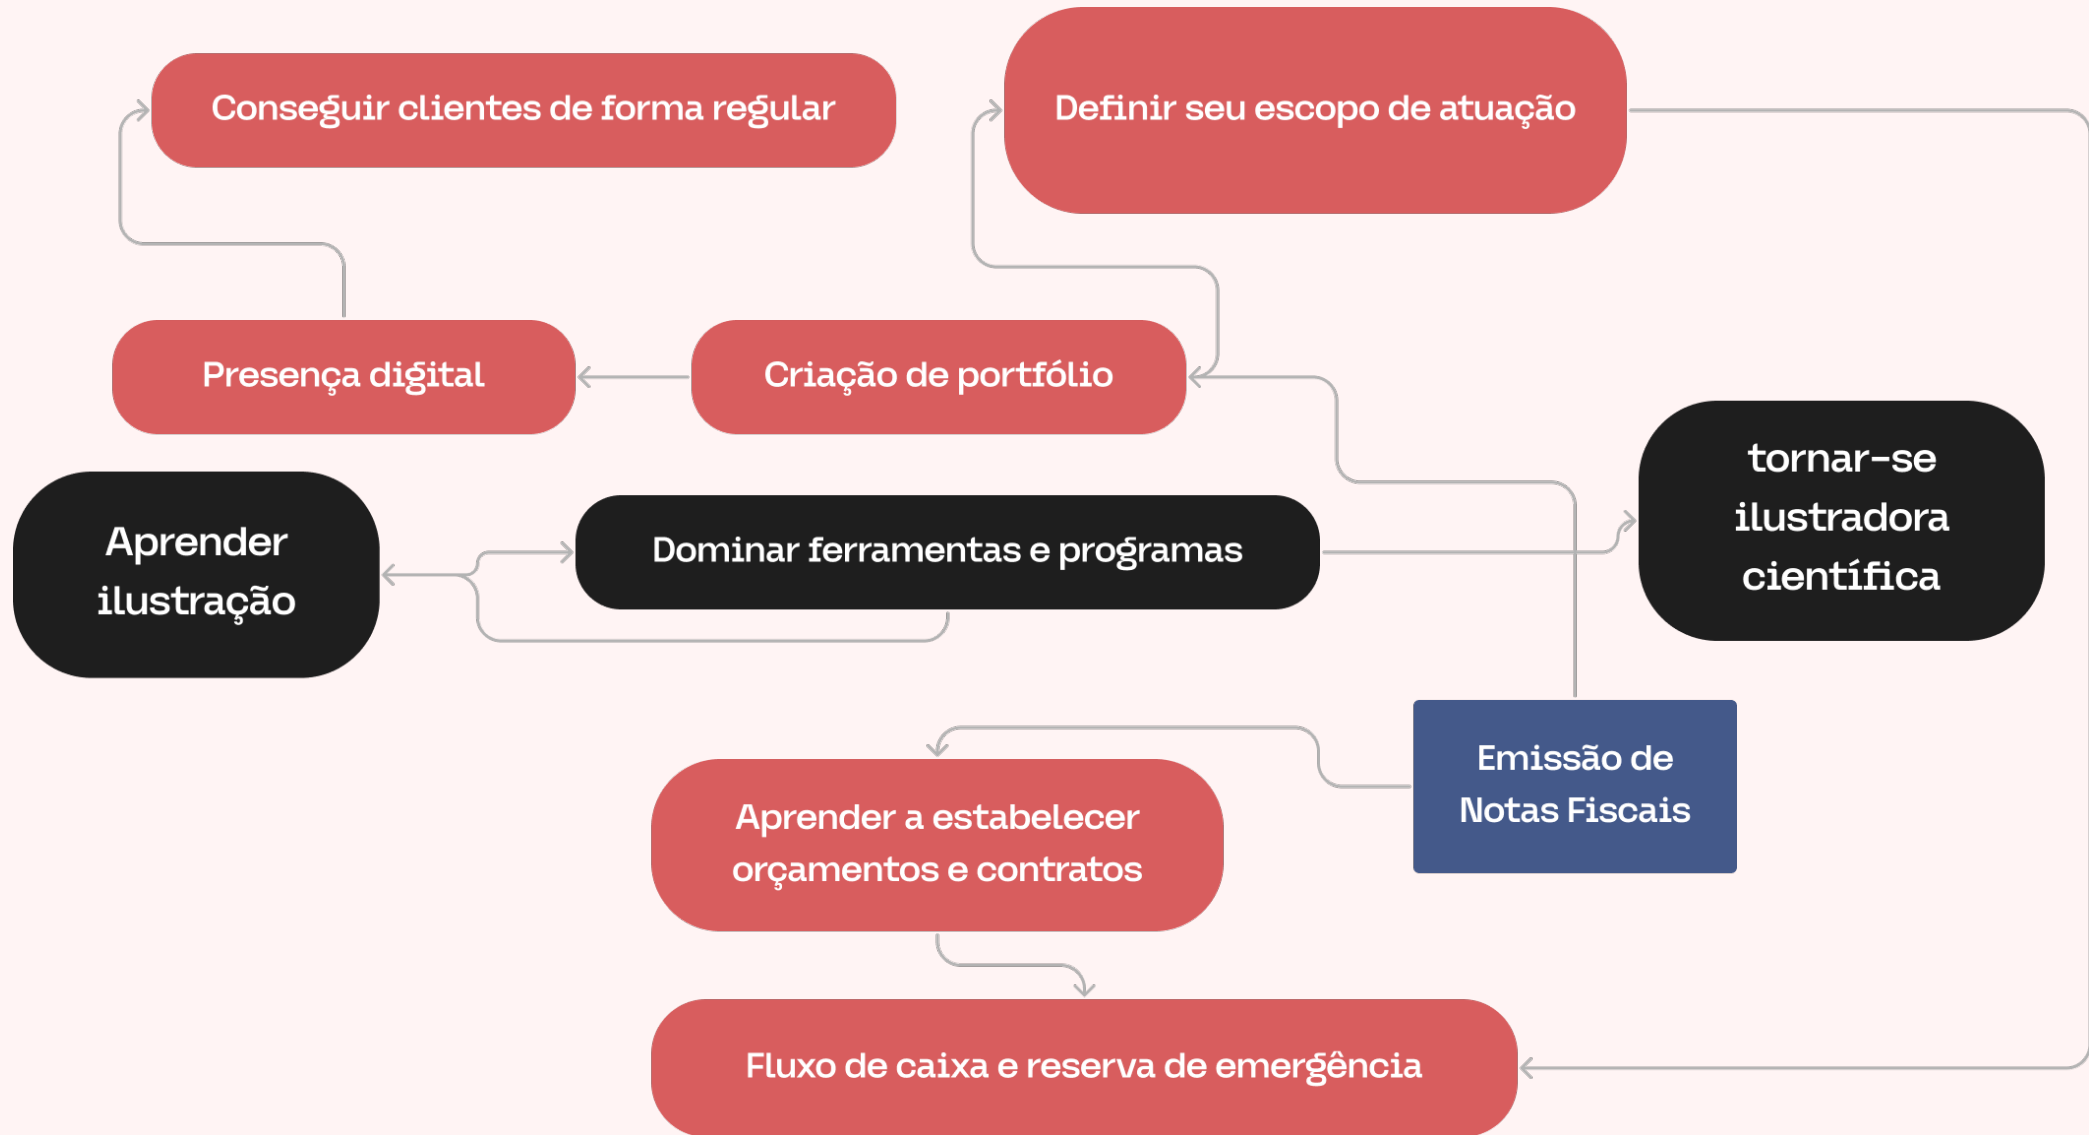 Conseguir clientes de forma regular
Definir seu escopo de atuação
Presença digital
Criação de portfólio
tornar-se
ilustradora
científica
Aprender
ilustração
Dominar ferramentas e programas
Emissão de
Notas Fiscais
Aprender a estabelecer
orçamentos e contratos
Fluxo de caixa e reserva de emergência